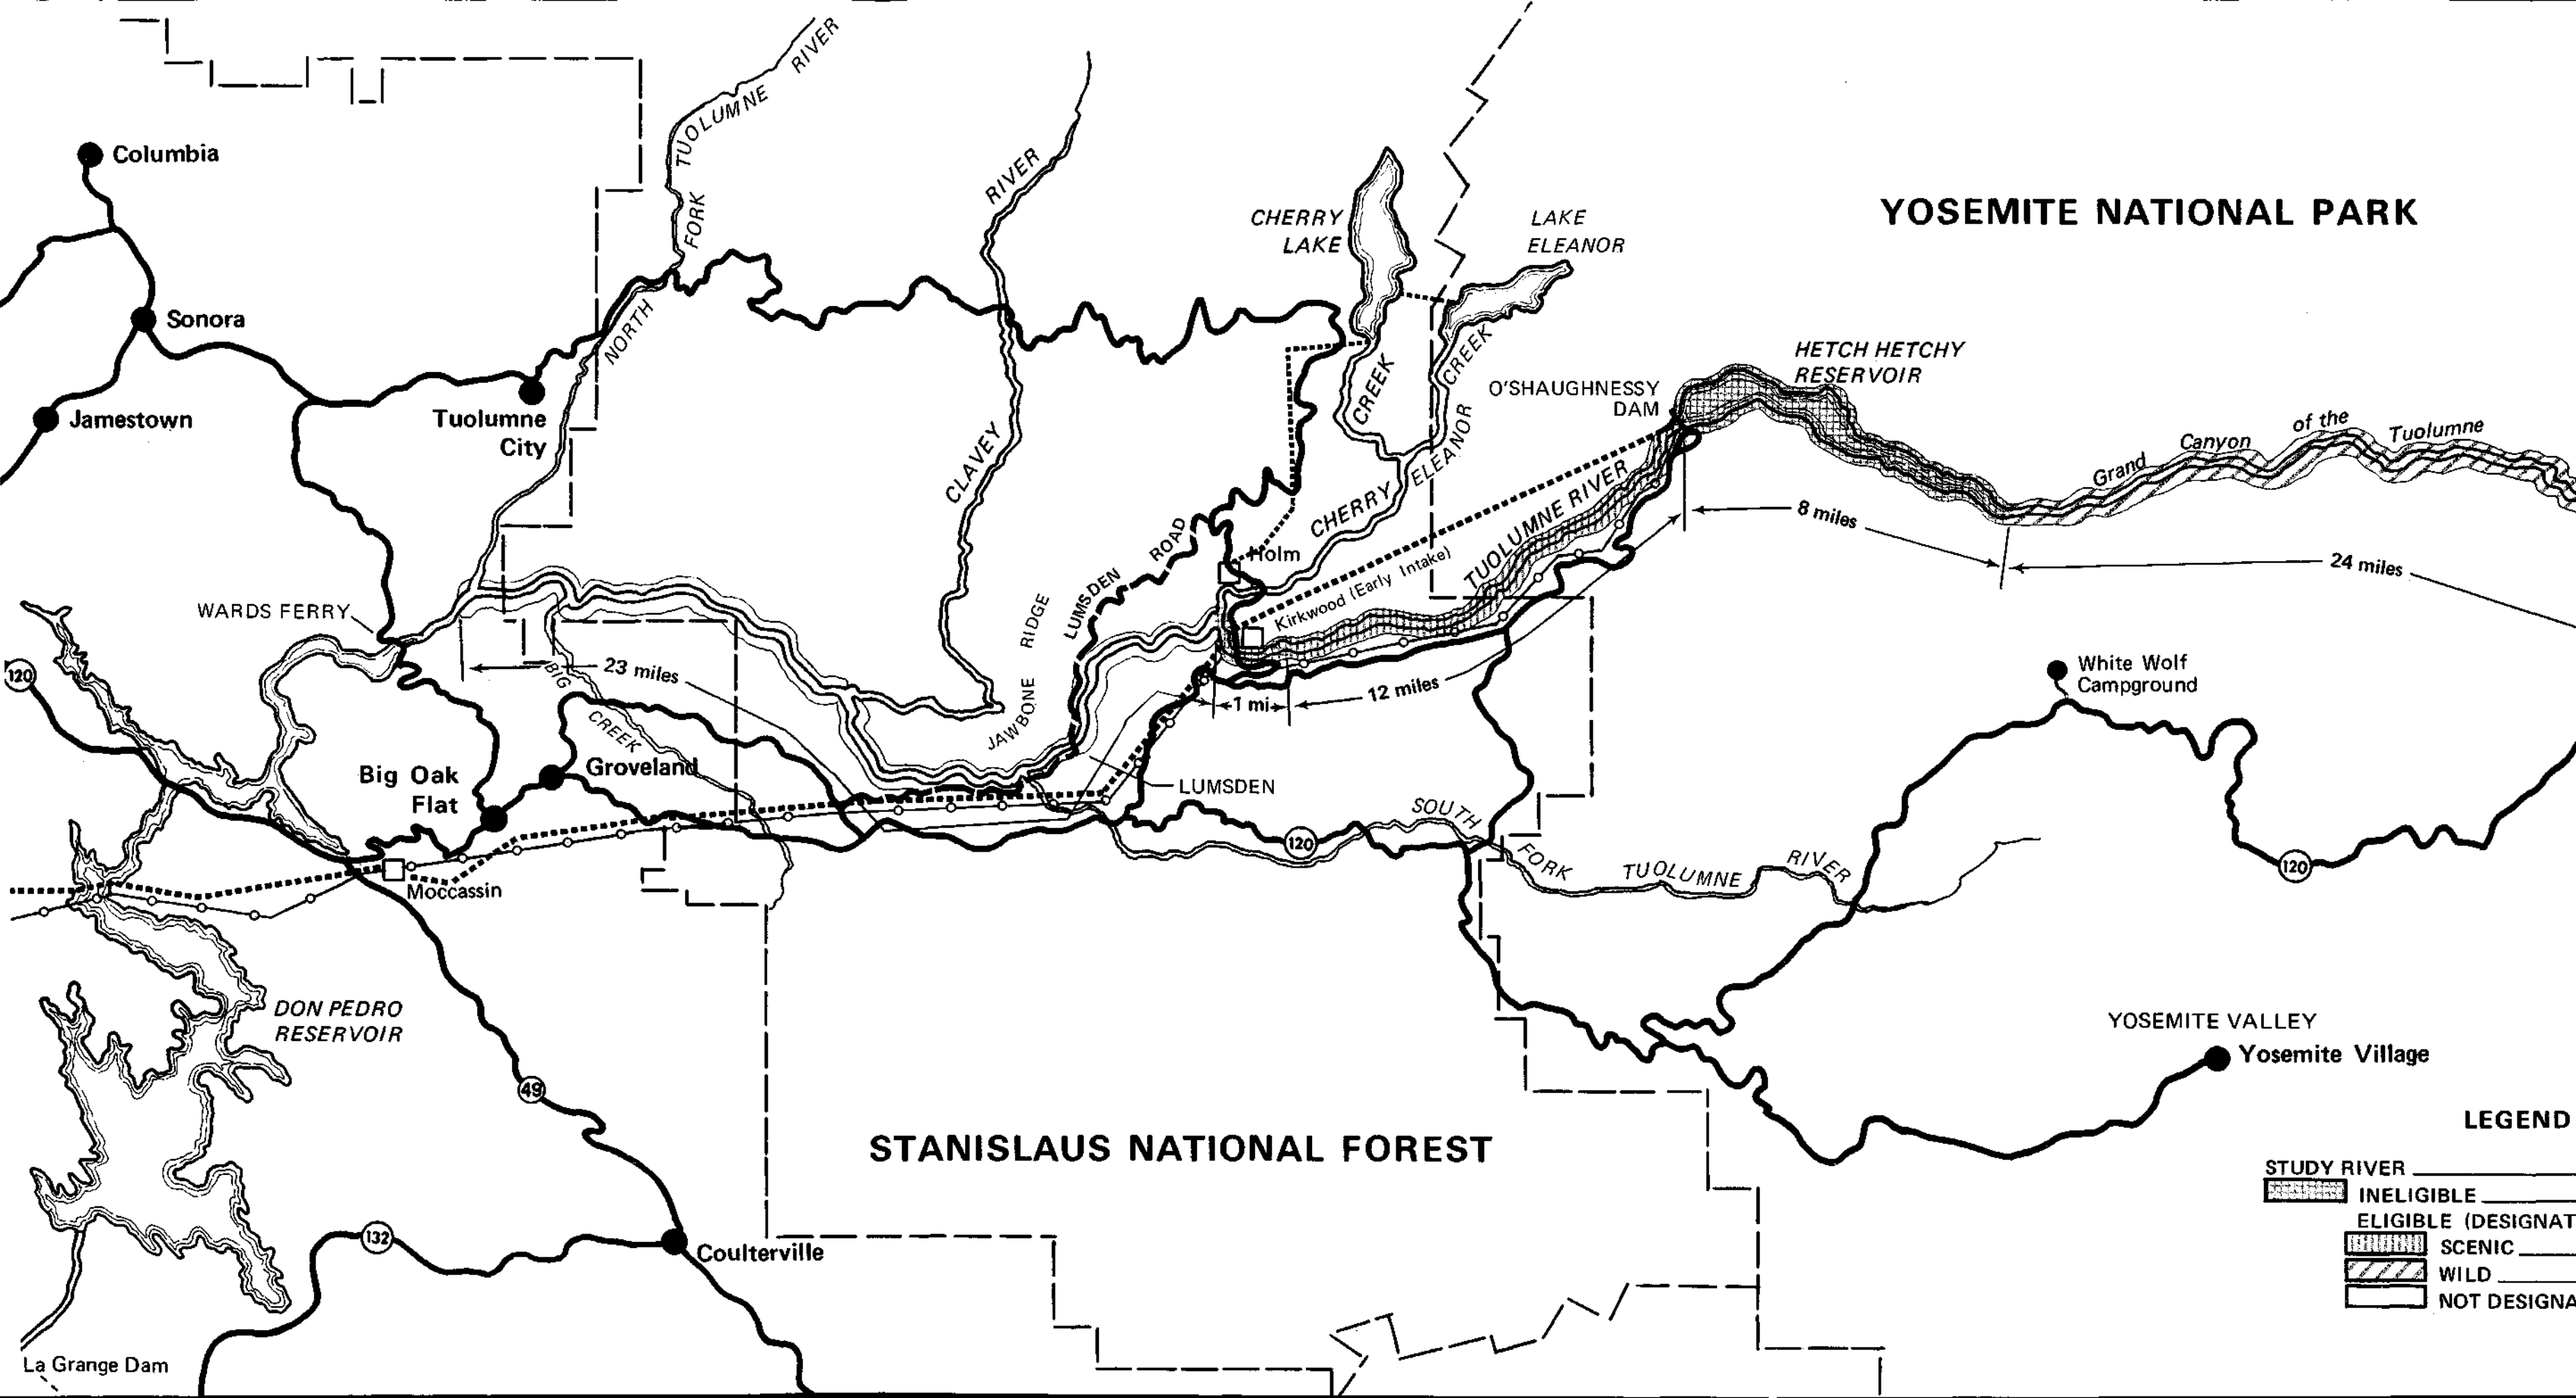 TUOLUMNE RIVER
NORTH FORK
Columbia
RIVER
CLAVEY
CHERRY
LAKE
LAKE
ELEANOR
YOSEMITE NATIONAL PARK
Sonora
Jamestown
Tuolumne
City
CREEK
CREEK
ELEANOR
CHERRY
O'SHAUGHNESSY
DAM
HETCH HETCHY
RESERVOIR
Grand Canyon of the Tuolumne
TUOLUMNE RIVER
8 miles
24 miles
LUMSDEN ROAD
Holm
Kirkwood (Early Intake)
WARDS FERRY
JAWBONE RIDGE
120
23 miles
BIG
CREEK
1 mi
12 miles
White Wolf
Campground
Big Oak
Flat
Groveland
LUMSDEN
120
SOUTH FORK TUOLUMNE RIVER
120
Moccassin
DON PEDRO
RESERVOIR
YOSEMITE VALLEY
Yosemite Village
49
STANISLAUS NATIONAL FOREST
132
Coulterville
La Grange Dam
LEGEND
STUDY RIVER
INELIGIBLE
ELIGIBLE (DESIGNAT
SCENIC
WILD
NOT DESIGNA